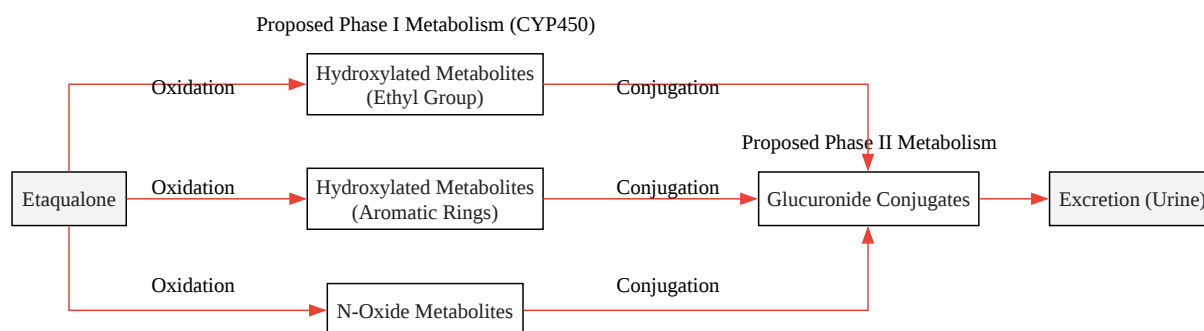 Proposed Phase I Metabolism (CYP450)
Oxidation
Hydroxylated Metabolites
(Ethyl Group)
Conjugation
Proposed Phase II Metabolism
Etaqualone
Oxidation
Hydroxylated Metabolites
(Aromatic Rings)
Conjugation
Glucuronide Conjugates
Excretion (Urine)
Oxidation
N-Oxide Metabolites
Conjugation